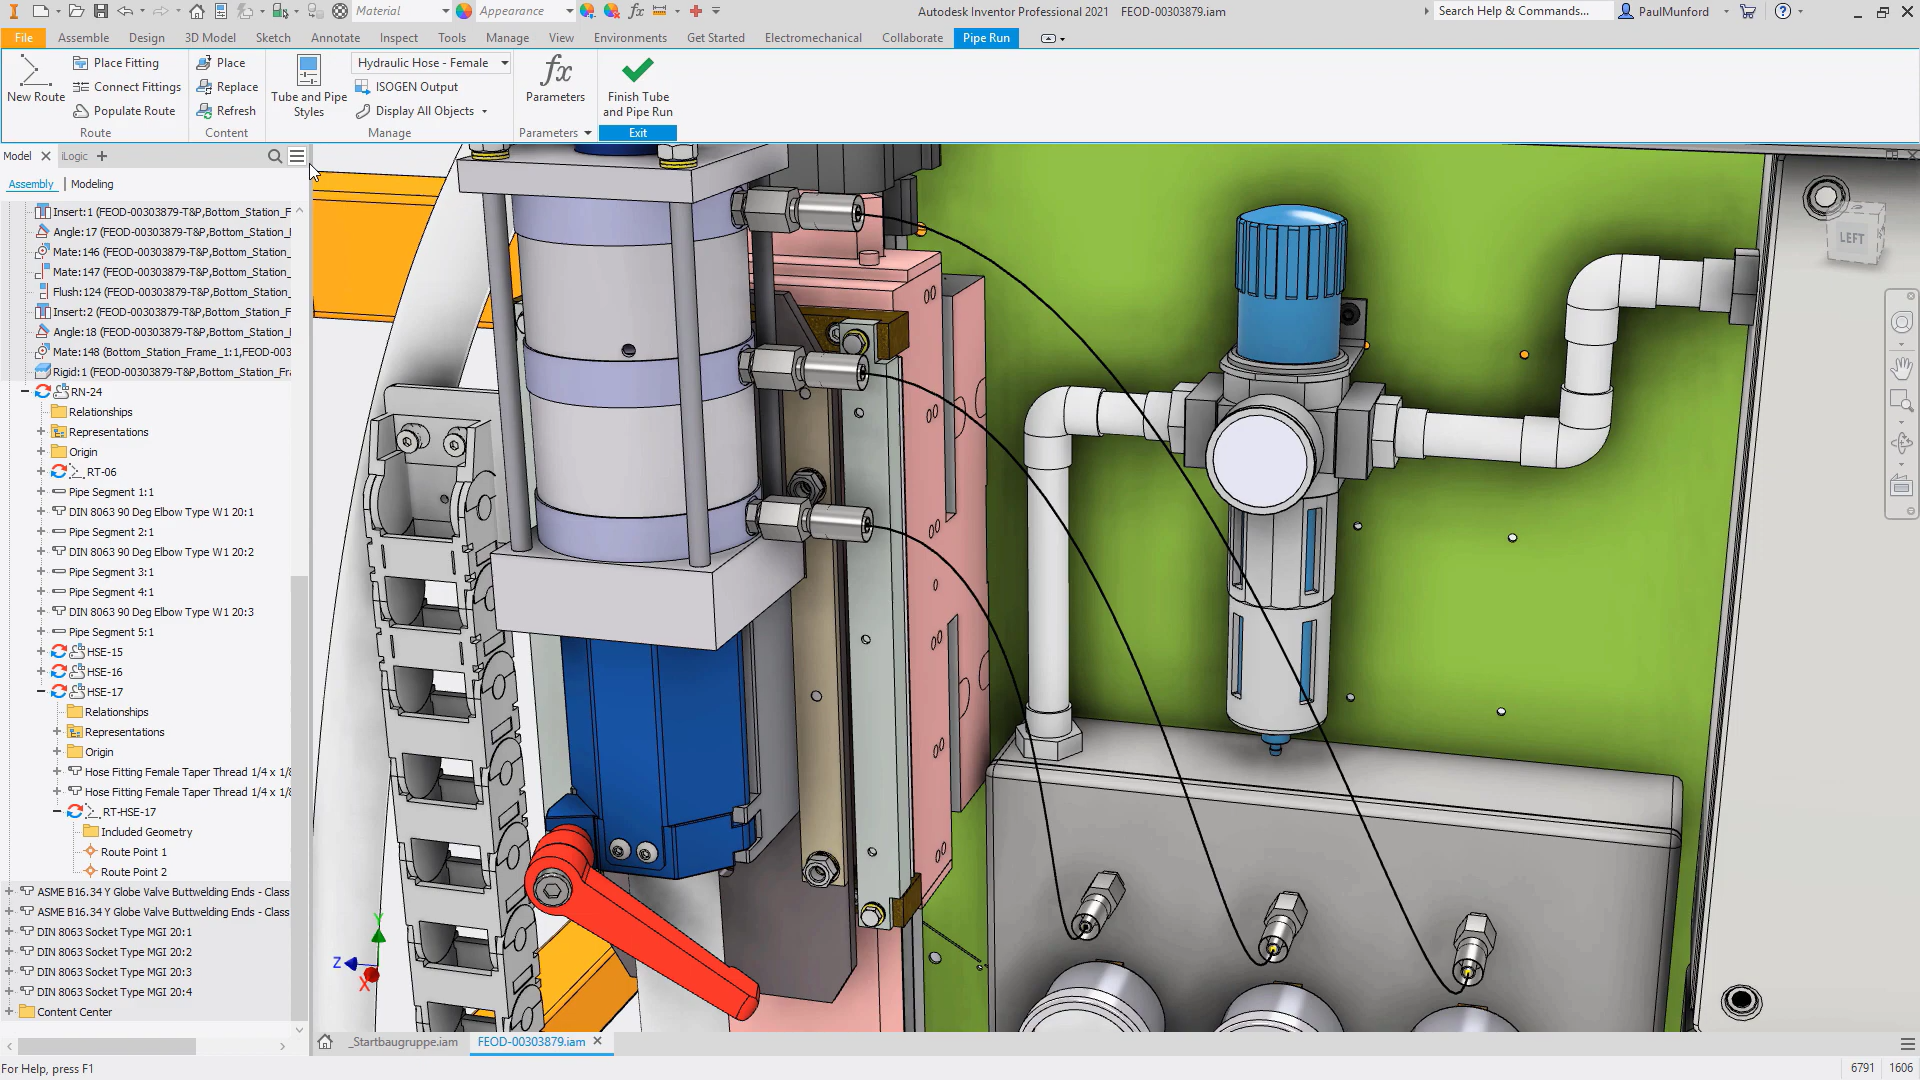 Material
Appearance
Autodesk Inventor Professional 2021 FEOD-00303879.iam
Search Help & Commands...
PaulMunford
File Assemble Design 3D Model Sketch Annotate Inspect Tools Manage View Environments Get Started Electromechanical Collaborate Pipe Run
New Route
Place Fitting
Connect Fittings
Populate Route
Route
Place
Replace
Refresh
Content
Tube and Pipe
Styles
Hydraulic Hose - Female
ISOGEN Output
Display All Objects
Manage
fx
Parameters
Parameters
Finish Tube
and Pipe Run
Exit
Model iLogic
Assembly | Modeling
Insert:1 (FEOD-00303879-T&P,Bottom_Station_F
Angle:17 (FEOD-00303879-T&P,Bottom_Station_
Mate:146 (FEOD-00303879-T&P,Bottom_Station_
Mate:147 (FEOD-00303879-T&P,Bottom_Station_
Flush:124 (FEOD-00303879-T&P,Bottom_Station_
Insert:2 (FEOD-00303879-T&P,Bottom_Station_F
Angle:18 (FEOD-00303879-T&P,Bottom_Station_
Mate:148 (Bottom_Station_Frame_1:1,FEOD-003
Rigid:1 (FEOD-00303879-T&P,Bottom_Station_Fra
RN-24
Relationships
Representations
Origin
RT-06
Pipe Segment 1:1
DIN 8063 90 Deg Elbow Type W1 20:1
Pipe Segment 2:1
DIN 8063 90 Deg Elbow Type W1 20:2
Pipe Segment 3:1
Pipe Segment 4:1
DIN 8063 90 Deg Elbow Type W1 20:3
Pipe Segment 5:1
HSE-15
HSE-16
HSE-17
Relationships
Representations
Origin
Hose Fitting Female Taper Thread 1/4 x 1/8
Hose Fitting Female Taper Thread 1/4 x 1/8
RT-HSE-17
Included Geometry
Route Point 1
Route Point 2
ASME B16.34 Y Globe Valve Buttwelding Ends - Class
ASME B16.34 Y Globe Valve Buttwelding Ends - Class
DIN 8063 Socket Type MGI 20:1
DIN 8063 Socket Type MGI 20:2
DIN 8063 Socket Type MGI 20:3
DIN 8063 Socket Type MGI 20:4
Content Center
LEFT
Y
Z
X
_Startbaugruppe.iam FEOD-00303879.iam
For Help, press F1
6791 1606